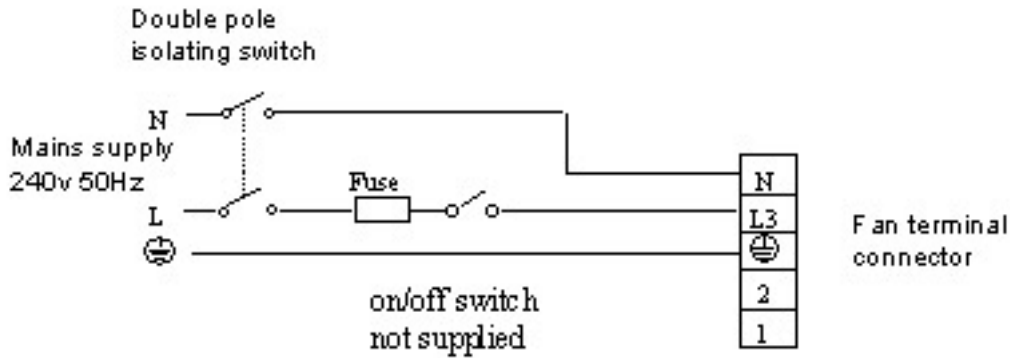 Double pole
isolating switch
N
Mains supply
240v 50Hz
Fuse
L
N
L3
2
1
Fan terminal
connector
on/off switch
not supplied